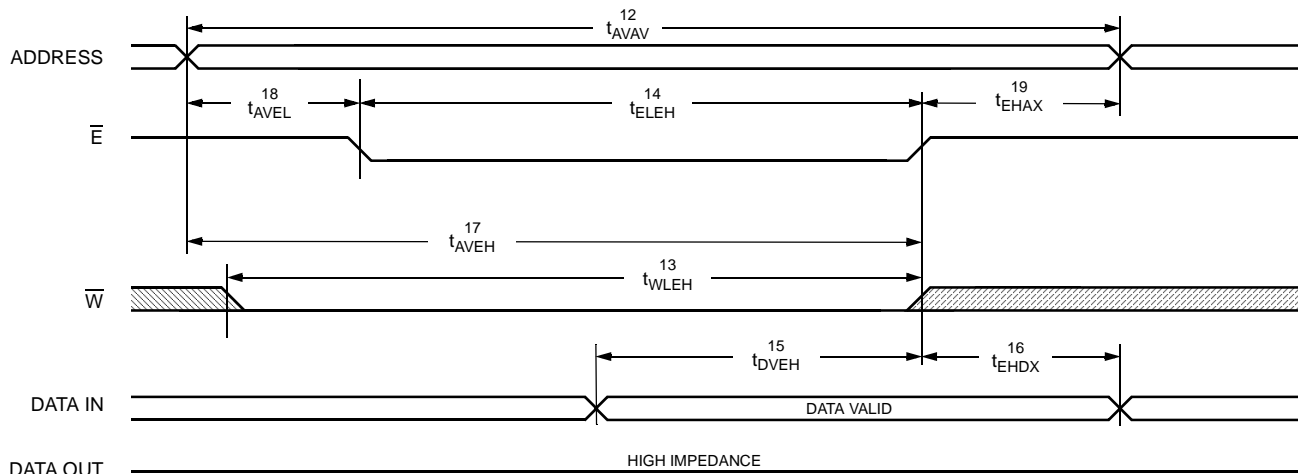 12
tAVAV
ADDRESS
18
tAVEL
14
tELEH
19
tEHAX
E
17
tAVEH
13
tWLEH
W
15
tDVEH
16
tEHDX
DATA IN
DATA VALID
DATA OUT
HIGH IMPEDANCE